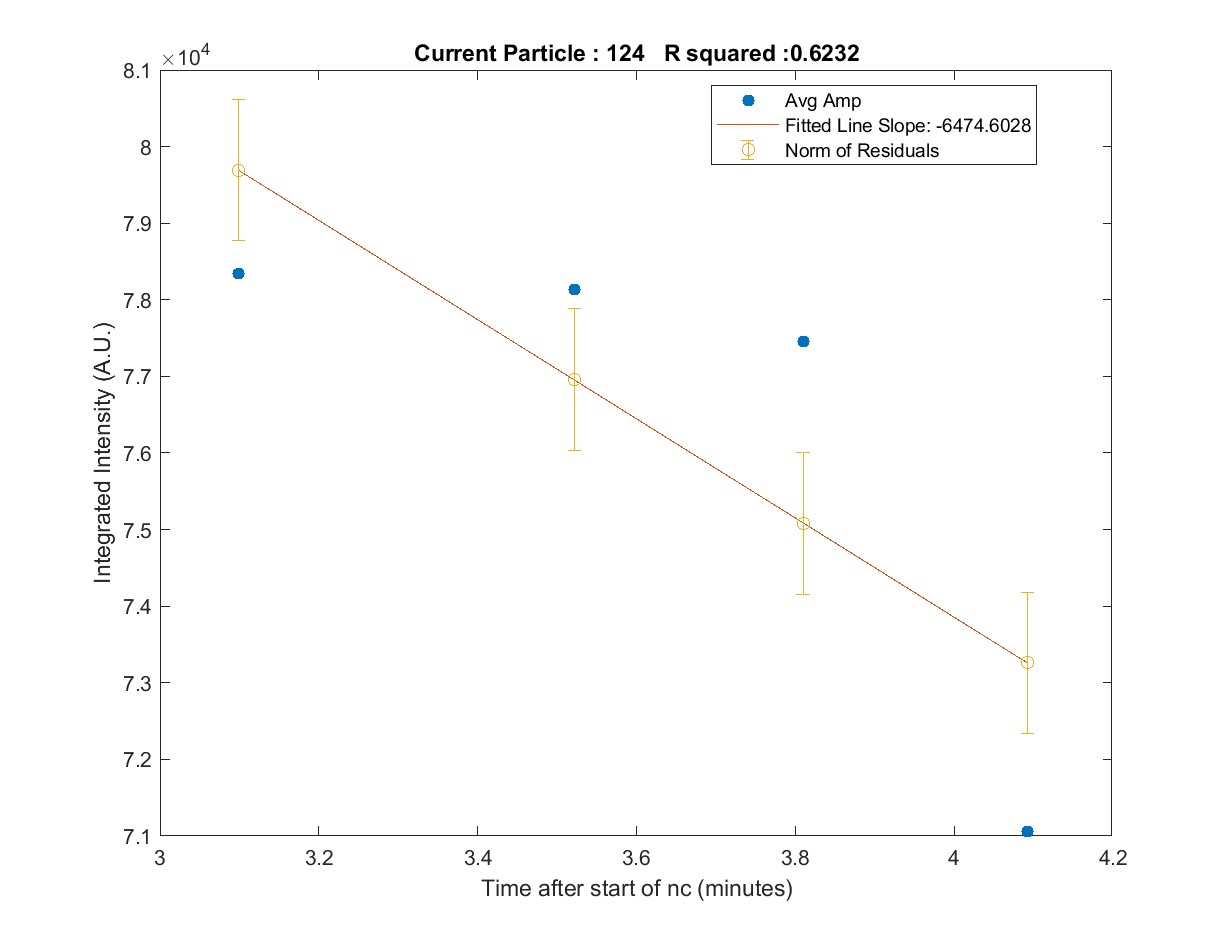 Current Particle : 124 R squared :0.6232
×10⁴
8.1
8
7.9
7.8
7.7
7.6
7.5
7.4
7.3
7.2
7.1
Integrated Intensity (A.U.)
Avg Amp
Fitted Line Slope: -6474.6028
Norm of Residuals
3 3.2 3.4 3.6 3.8 4 4.2
Time after start of nc (minutes)